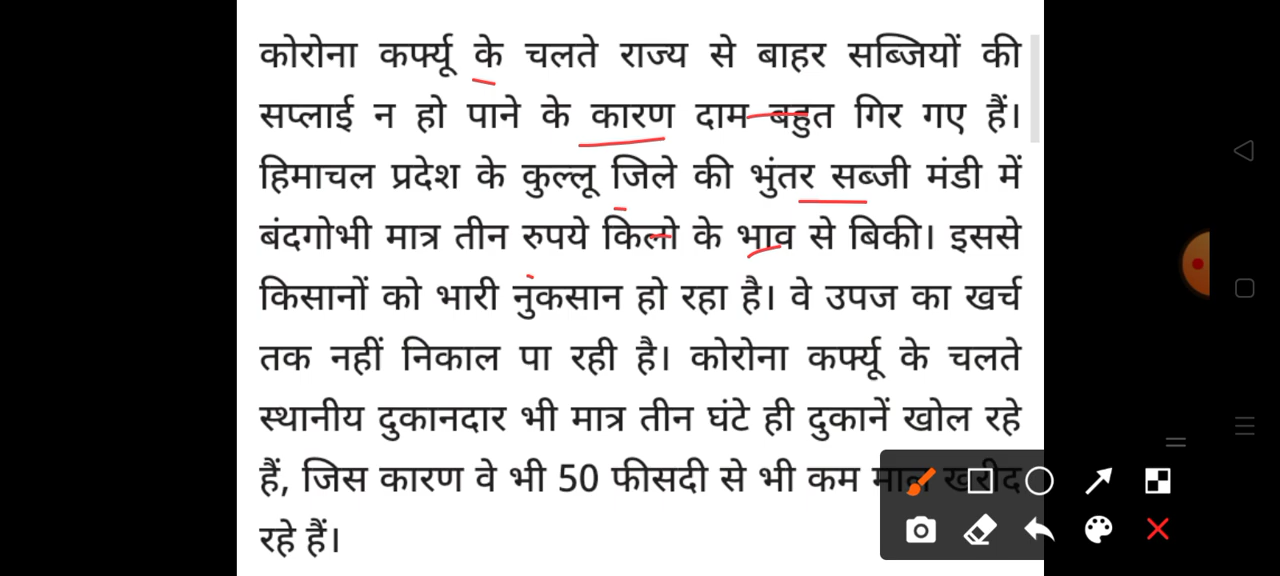 कोरोना कर्फ्यू के चलते राज्य से बाहर सब्जियों की
सप्लाई न हो पाने के कारण दाम बहुत गिर गए हैं।
हिमाचल प्रदेश के कुल्लू जिले की भुंतर सब्जी मंडी में
बंदगोभी मात्र तीन रुपये किलो के भाव से बिकी। इससे
किसानों को भारी नुकसान हो रहा है। वे उपज का खर्च
तक नहीं निकाल पा रही है। कोरोना कर्फ्यू के चलते
स्थानीय दुकानदार भी मात्र तीन घंटे ही दुकानें खोल रहे
हैं, जिस कारण वे भी 50 फीसदी से भी कम माल खरीद
रहे हैं।